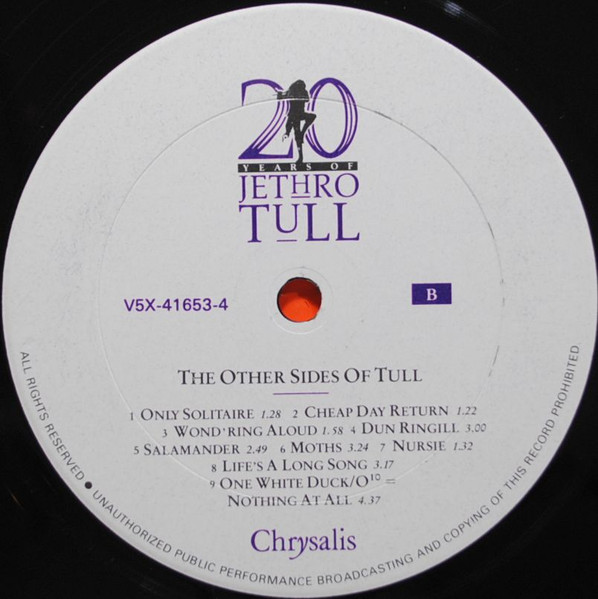 20
YEARS OF
JETHRO
TULL
V5X-41653-4
B
THE OTHER SIDES OF TULL
1 ONLY SOLITAIRE 1.28 2 CHEAP DAY RETURN 1.22
3 WOND'RING ALOUD 1.58 4 DUN RINGILL 3.00
5 SALAMANDER 2.49 6 MOTHS 3.24 7 NURSIE 1.32
8 LIFE'S A LONG SONG 3.17
9 ONE WHITE DUCK/O¹⁰ =
NOTHING AT ALL 4.37
Chrysalis
ALL RIGHTS RESERVED ● UNAUTHORIZED PUBLIC PERFORMANCE BROADCASTING AND COPYING OF THIS RECORD PROHIBITED